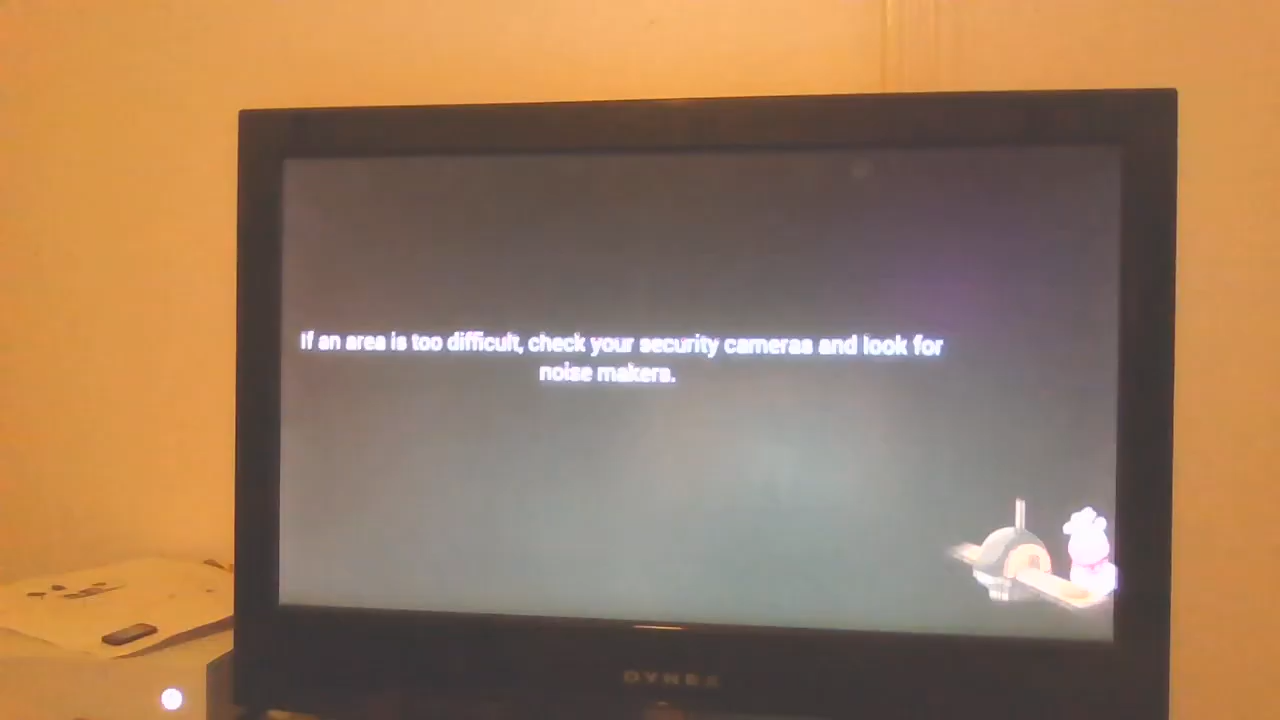 If an area is too difficult, check your security cameras and look for
noise makers.
DYNEX